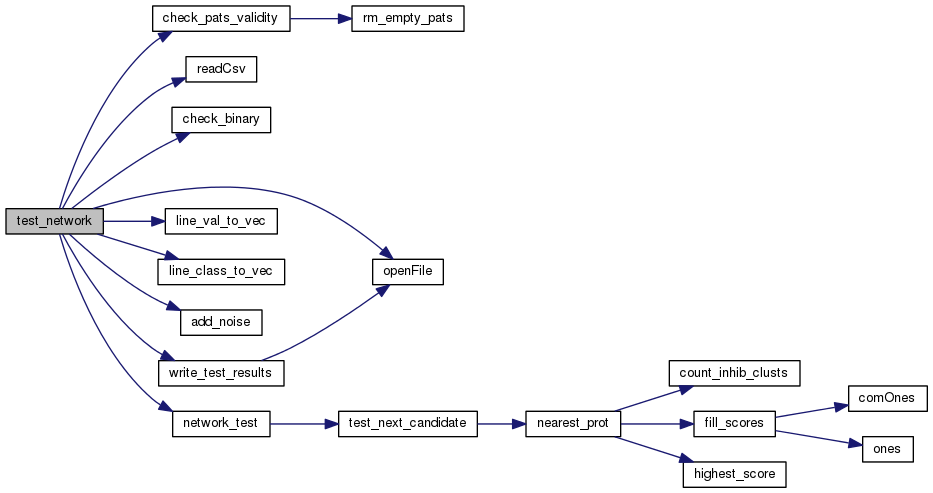 check_pats_validity
rm_empty_pats
readCsv
check_binary
test_network
line_val_to_vec
line_class_to_vec
openFile
add_noise
write_test_results
count_inhib_clusts
comOnes
network_test
test_next_candidate
nearest_prot
fill_scores
ones
highest_score